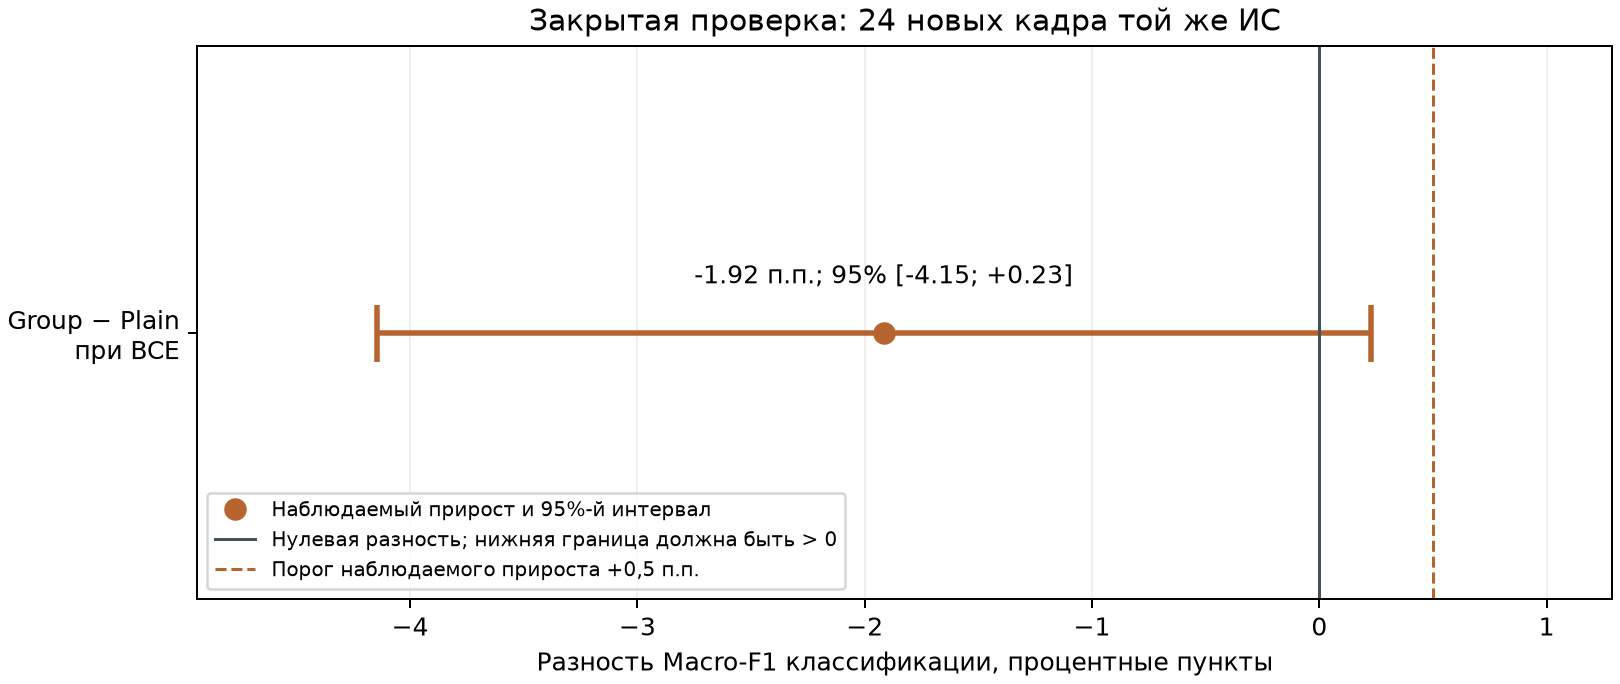 Закрытая проверка: 24 новых кадра той же ИС
-1.92 п.п.; 95% [-4.15; +0.23]
Group − Plain
при BCE
Наблюдаемый прирост и 95%-й интервал
Нулевая разность; нижняя граница должна быть > 0
Порог наблюдаемого прироста +0,5 п.п.
−4 −3 −2 −1 0 1
Разность Macro-F1 классификации, процентные пункты